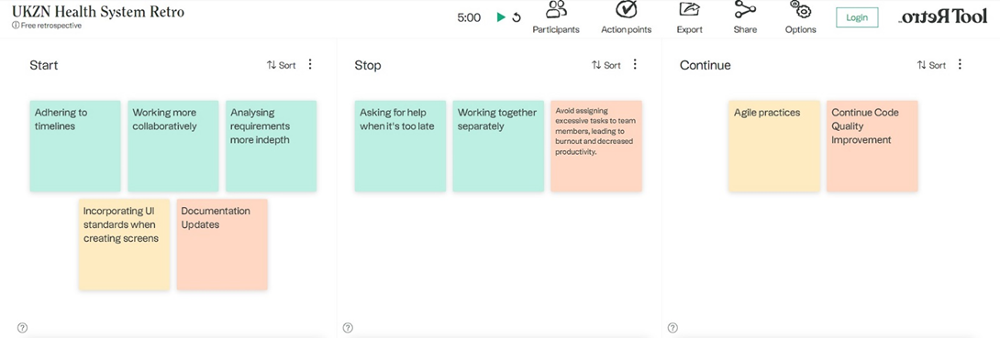 UKZN Health System Retro
Free retrospective
5:00
Participants
Action points
Export
Share
Options
Login
Retro Tool
Start
Sort
Adhering to
timelines
Working more
collaboratively
Analysing
requirements
more indepth
Incorporating UI
standards when
creating screens
Documentation
Updates
?
Stop
Sort
Asking for help
when it's too late
Working together
separately
Avoid assigning
excessive tasks to team
members, leading to
burnout and decreased
productivity.
?
Continue
Sort
Agile practices
Continue Code
Quality
Improvement
?